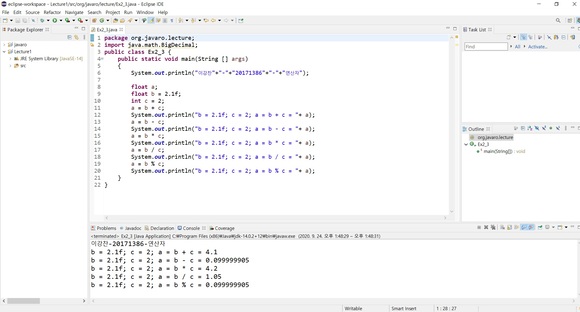 eclipse-workspace - Lecture1/src/org/javaro/lecture/Ex2_3.java - Eclipse IDE
File Edit Source Refactor Navigate Search Project Run Window Help
Package Explorer
javaro
Lecture1
JRE System Library [JavaSE-14]
src
Ex2_3.java
1 package org.javaro.lecture;
2 import java.math.BigDecimal;
3 public class Ex2_3 {
4 public static void main(String [] args)
5 {
6 System.out.println("이강찬"+"-"+"20171386"+"-"+"연산자");
7
8 float a;
9 float b = 2.1f;
10 int c = 2;
11 a = b + c;
12 System.out.println("b = 2.1f; c = 2; a = b + c = "+ a);
13 a = b - c;
14 System.out.println("b = 2.1f; c = 2; a = b - c = "+ a);
15 a = b * c;
16 System.out.println("b = 2.1f; c = 2; a = b * c = "+ a);
17 a = b / c;
18 System.out.println("b = 2.1f; c = 2; a = b / c = "+ a);
19 a = b % c;
20 System.out.println("b = 2.1f; c = 2; a = b % c = "+ a);
21 }
22 }
Task List
Find All Activate...
Outline
org.javaro.lecture
Ex2_3
main(String[]) : void
Problems Javadoc Declaration Console Coverage
<terminated> Ex2_3 [Java Application] C:\Program Files (x86)\Java\jdk-14.0.2+12\bin\javaw.exe (2020. 9. 24. 오후 1:48:29 – 오후 1:48:31)
이강찬-20171386-연산자
b = 2.1f; c = 2; a = b + c = 4.1
b = 2.1f; c = 2; a = b - c = 0.099999905
b = 2.1f; c = 2; a = b * c = 4.2
b = 2.1f; c = 2; a = b / c = 1.05
b = 2.1f; c = 2; a = b % c = 0.099999905
Writable Smart Insert 1 : 28 : 27